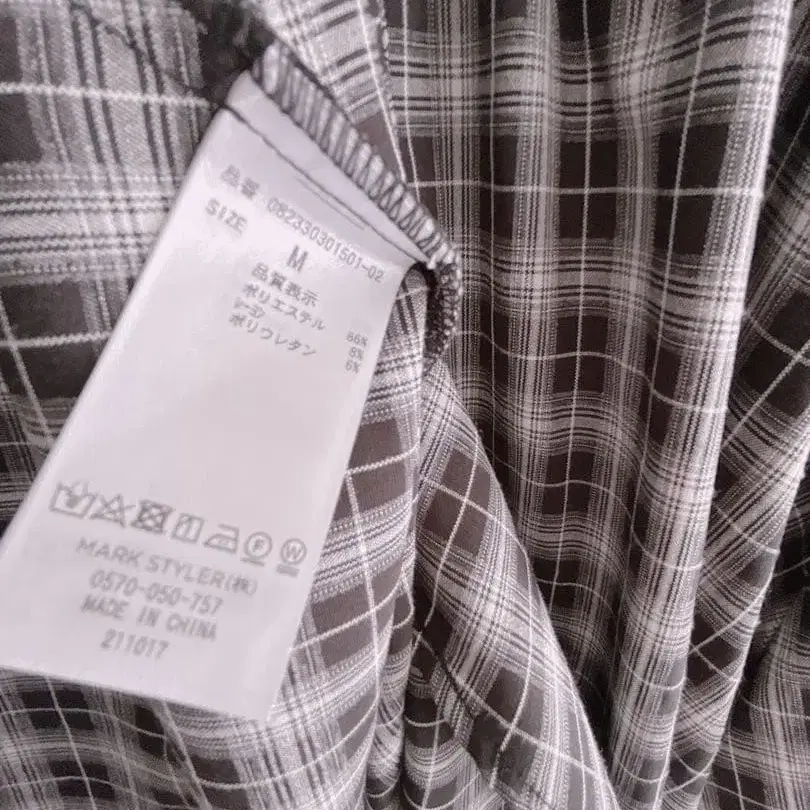 品番 082330301501-02
SIZE M
品質表示
ポリエステル 86%
レーヨン 8%
ポリウレタン 6%
F W
MARK STYLER(株)
0570-050-757
MADE IN CHINA
211017